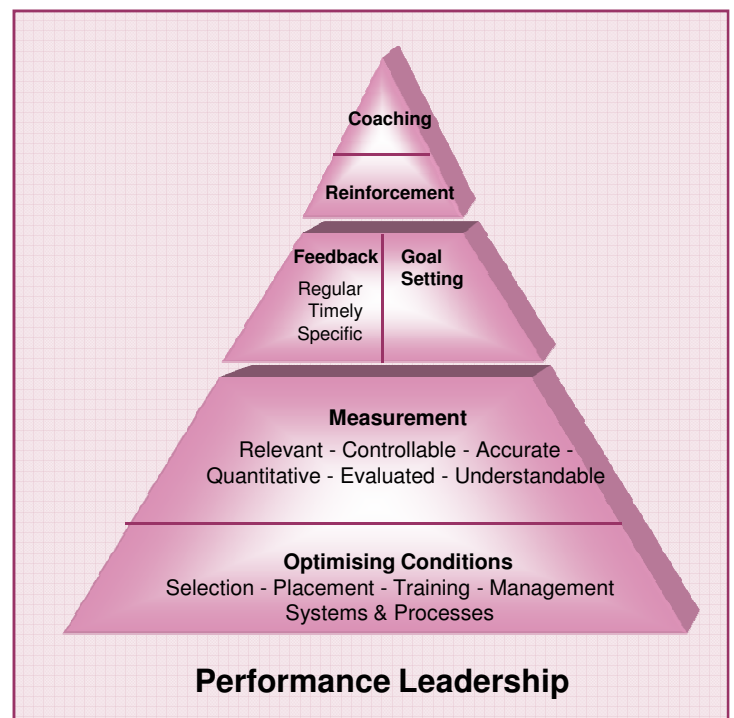 Coaching
Reinforcement
Feedback
Regular
Timely
Specific
Goal
Setting
Measurement
Relevant - Controllable - Accurate -
Quantitative - Evaluated - Understandable
Optimising Conditions
Selection - Placement - Training - Management
Systems & Processes
Performance Leadership